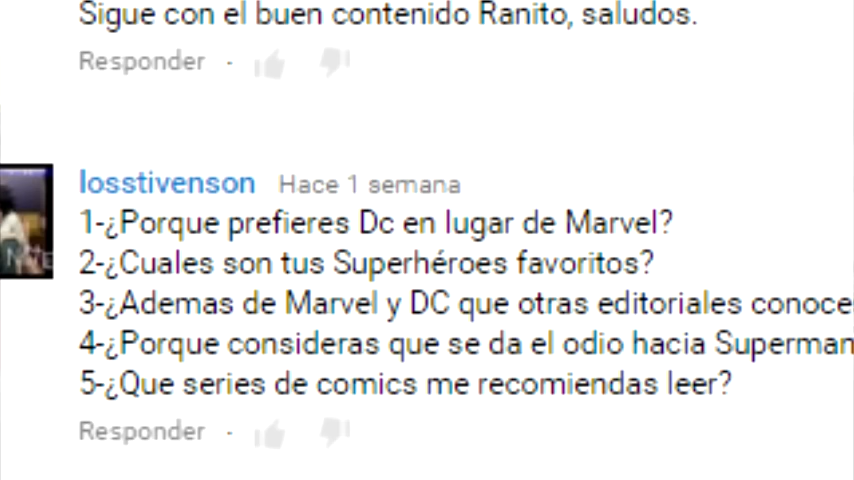 Sigue con el buen contenido Ranito, saludos.
Responder ·
losstivenson Hace 1 semana
1-¿Porque prefieres Dc en lugar de Marvel?
2-¿Cuales son tus Superhéroes favoritos?
3-¿Ademas de Marvel y DC que otras editoriales conoce
4-¿Porque consideras que se da el odio hacia Superman
5-¿Que series de comics me recomiendas leer?
Responder ·